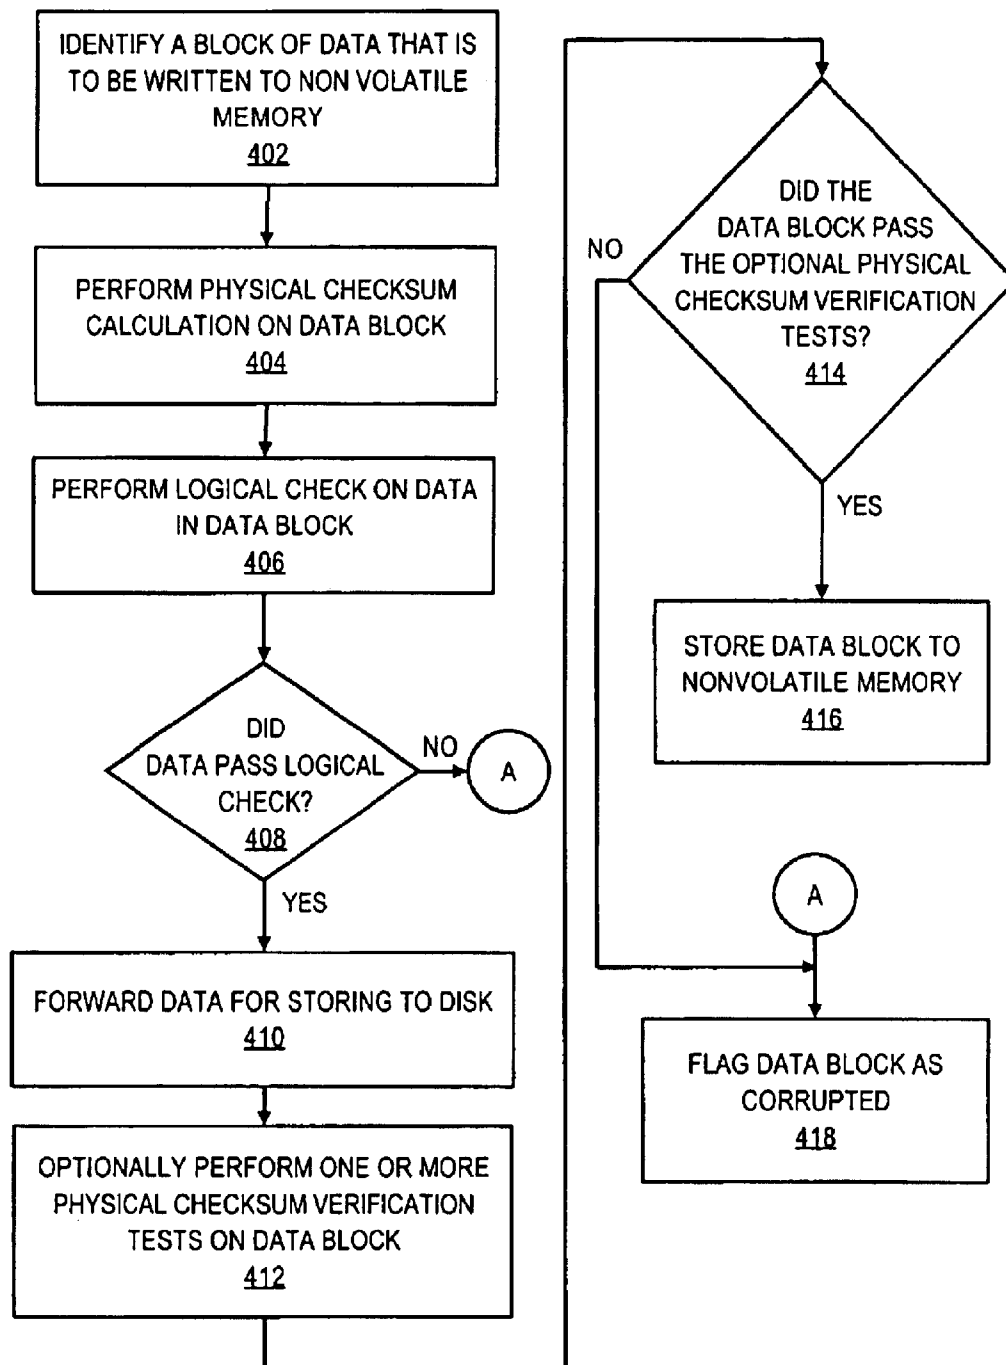 IDENTIFY A BLOCK OF DATA THAT IS
TO BE WRITTEN TO NON VOLATILE
MEMORY
402
PERFORM PHYSICAL CHECKSUM
CALCULATION ON DATA BLOCK
404
PERFORM LOGICAL CHECK ON DATA
IN DATA BLOCK
406
DID
DATA PASS LOGICAL
CHECK?
408
NO
A
YES
FORWARD DATA FOR STORING TO DISK
410
OPTIONALLY PERFORM ONE OR MORE
PHYSICAL CHECKSUM VERIFICATION
TESTS ON DATA BLOCK
412
DID THE
DATA BLOCK PASS
THE OPTIONAL PHYSICAL
CHECKSUM VERIFICATION
TESTS?
414
NO
YES
STORE DATA BLOCK TO
NONVOLATILE MEMORY
416
A
FLAG DATA BLOCK AS
CORRUPTED
418